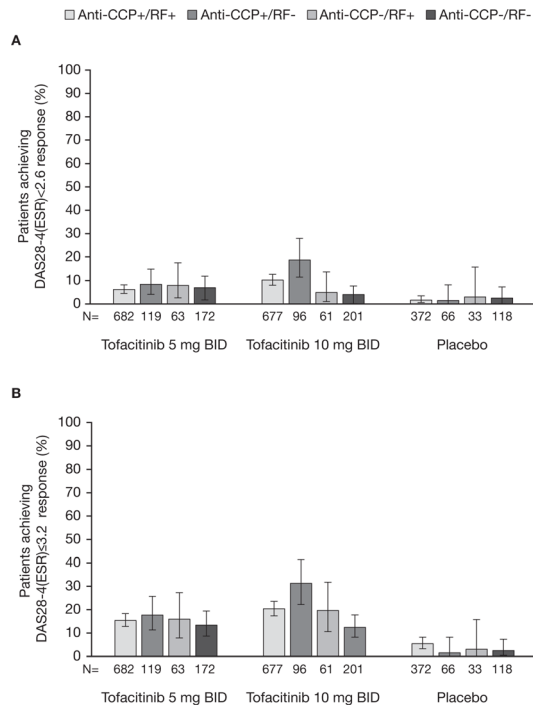 Anti-CCP+/RF+ Anti-CCP+/RF- Anti-CCP-/RF+ Anti-CCP-/RF-
A
Patients achieving
DAS28-4(ESR)<2.6 response (%)
100
90
80
70
60
50
40
30
20
10
0
N= 682 119 63 172 677 96 61 201 372 66 33 118
Tofacitinib 5 mg BID Tofacitinib 10 mg BID Placebo
B
Patients achieving
DAS28-4(ESR)≤3.2 response (%)
100
90
80
70
60
50
40
30
20
10
0
N= 682 119 63 172 677 96 61 201 372 66 33 118
Tofacitinib 5 mg BID Tofacitinib 10 mg BID Placebo